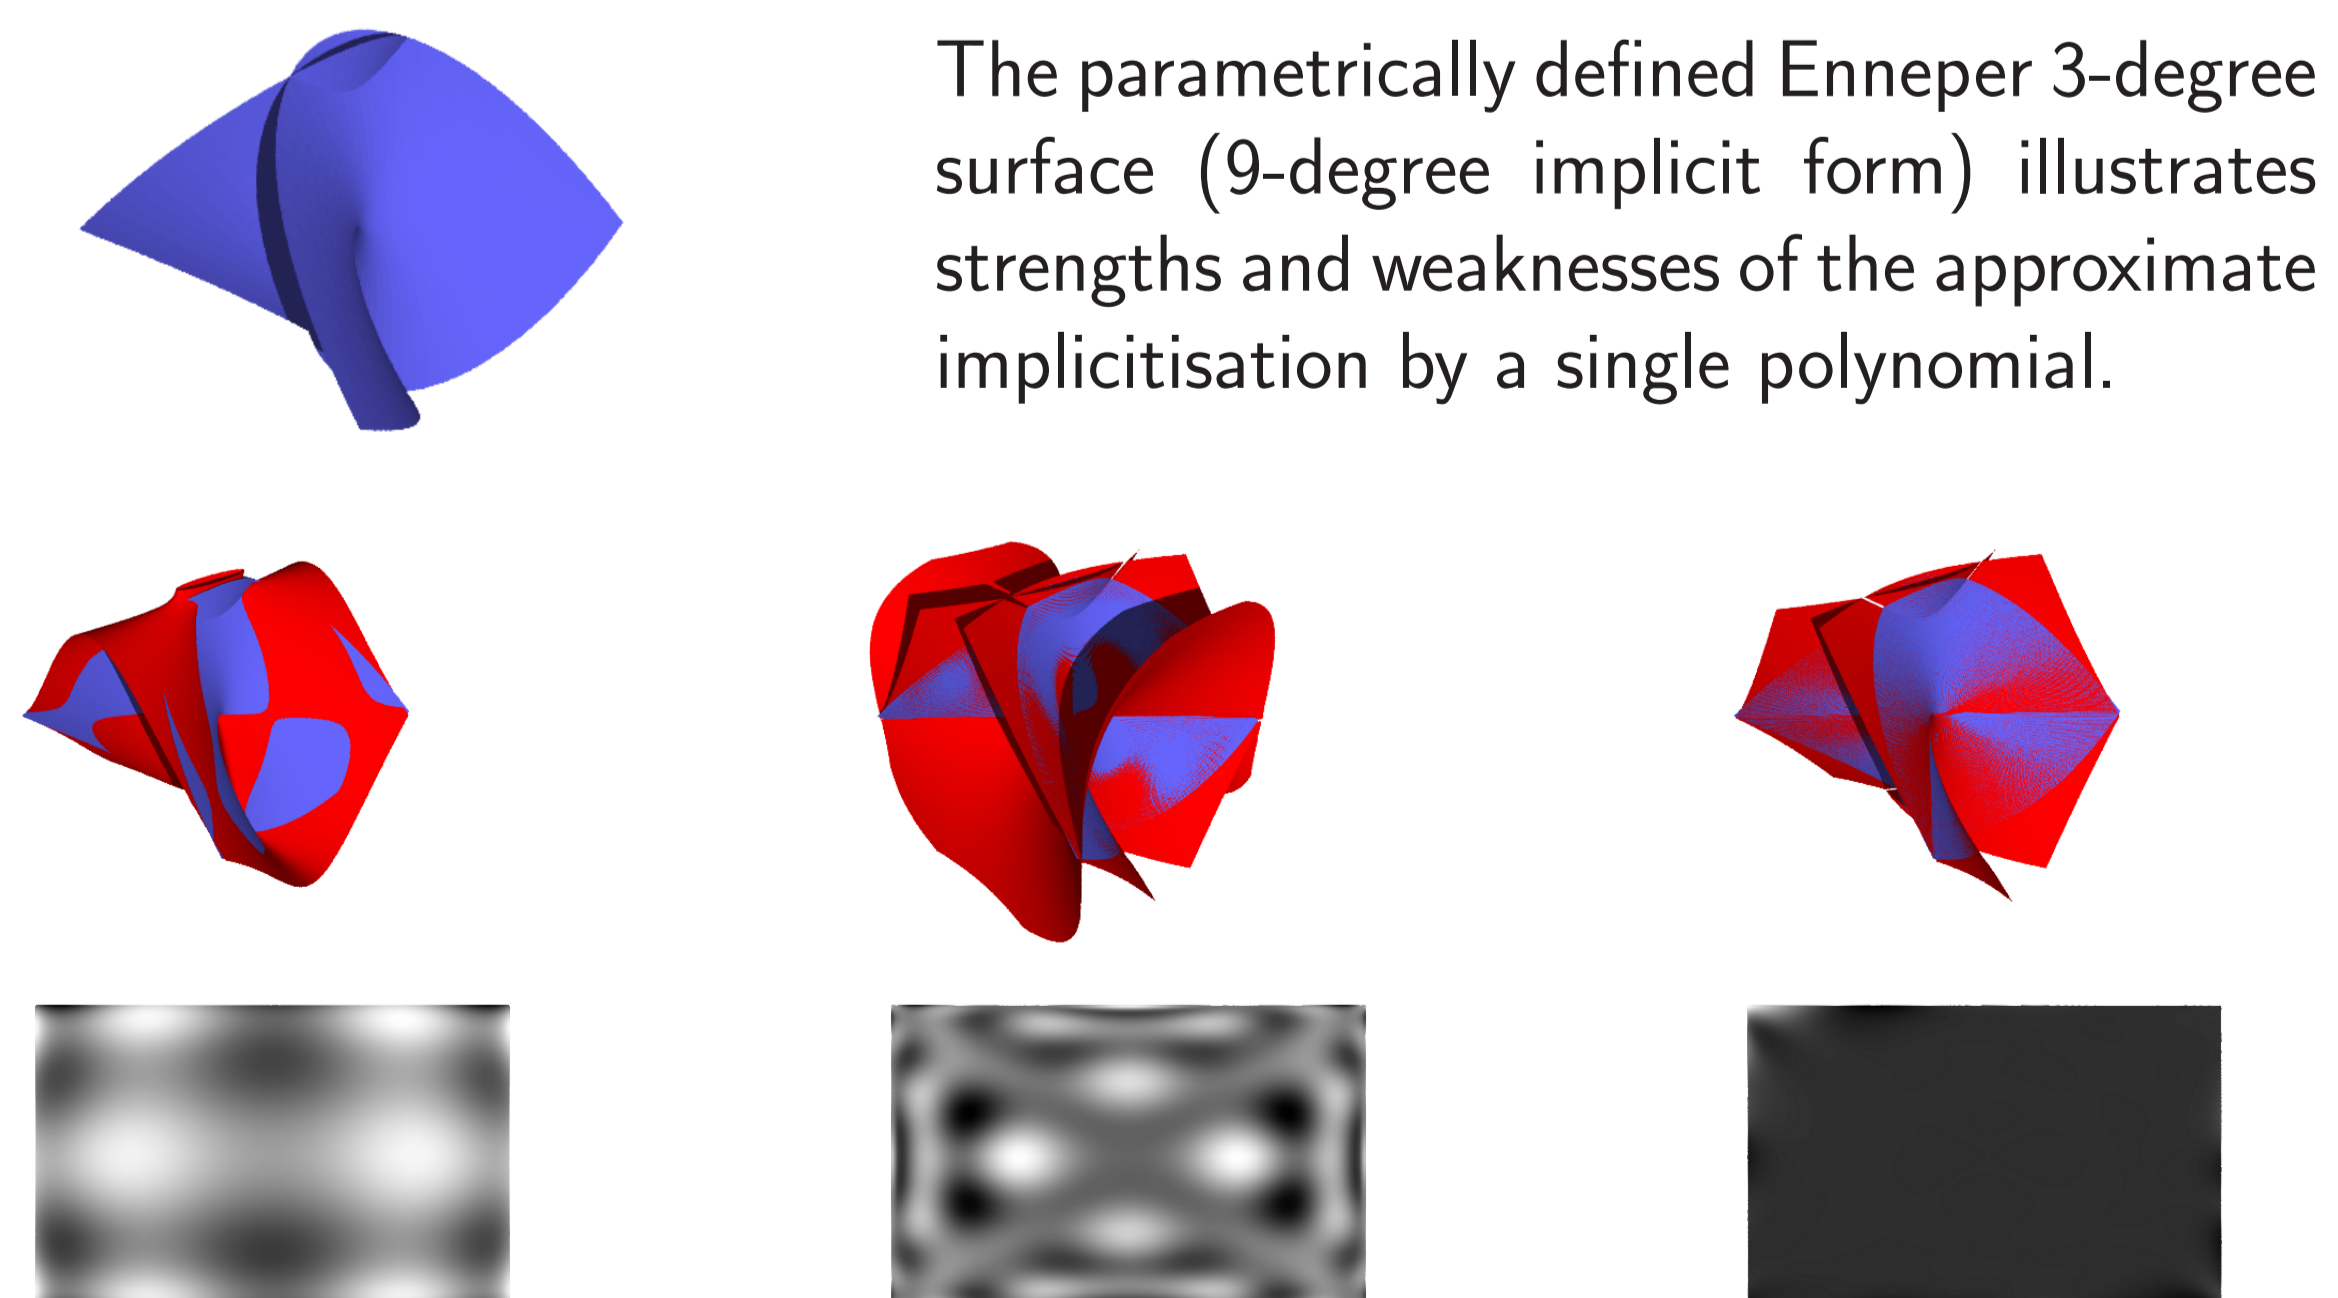 The parametrically defined Enneper 3-degree
surface (9-degree implicit form) illustrates
strengths and weaknesses of the approximate
implicitisation by a single polynomial.